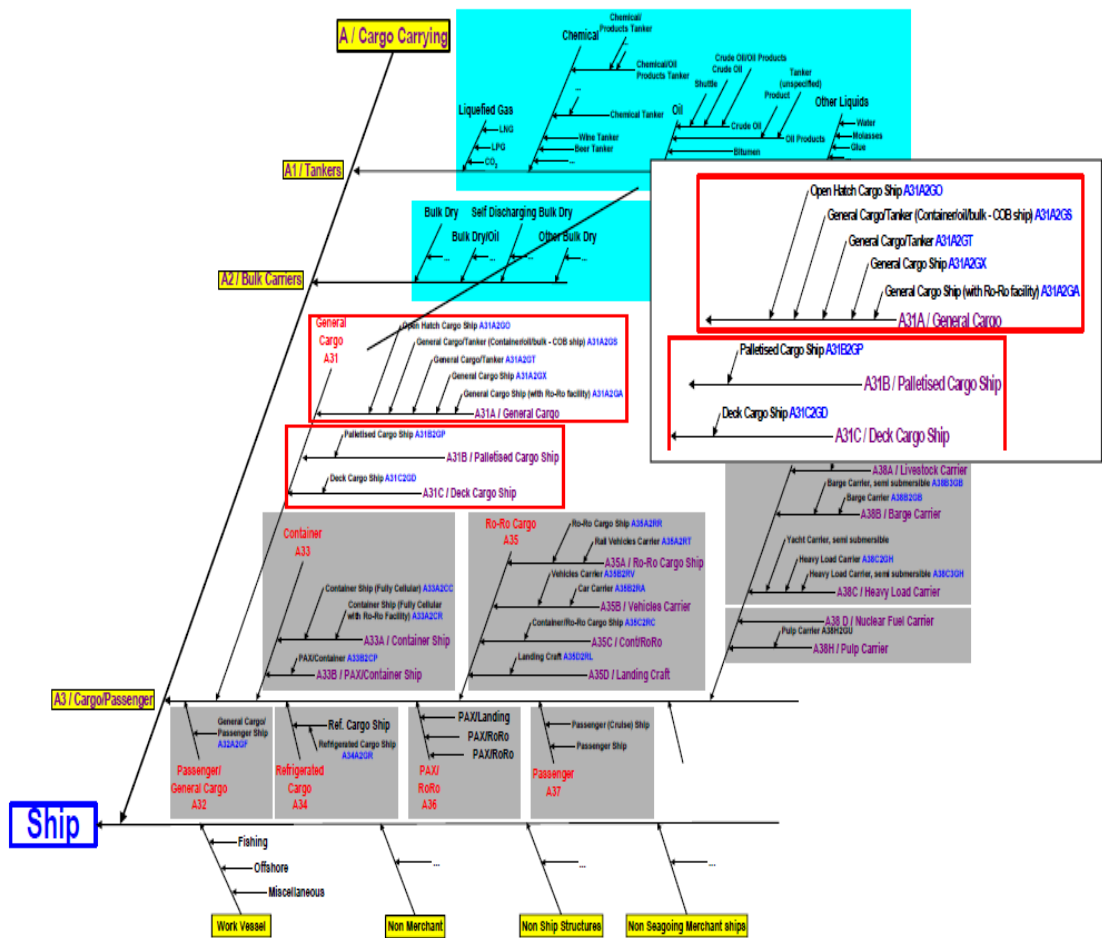 A / Cargo Carrying
Chemical/
Products Tanker
...
Chemical
Chemical/Oil
Products Tanker
...
Chemical Tanker
Wine Tanker
Beer Tanker
...
Liquefied Gas
LNG
LPG
CO2
Crude Oil/Oil Products
Crude Oil
Shuttle
Tanker
(unspecified)
Product
Oil
Crude Oil
Oil Products
Bitumen
Other Liquids
Water
Molasses
Glue
...
A1 / Tankers
Bulk Dry
Self Discharging Bulk Dry
Bulk Dry/Oil
Other Bulk Dry
...
...
...
...
A2 / Bulk Carriers
Open Hatch Cargo Ship A31A2GO
General Cargo/Tanker (Container/oil/bulk - COB ship) A31A2GS
General Cargo/Tanker A31A2GT
General Cargo Ship A31A2GX
General Cargo Ship (with Ro-Ro facility) A31A2GA
A31A / General Cargo
Palletised Cargo Ship A31B2GP
A31B / Palletised Cargo Ship
Deck Cargo Ship A31C2GD
A31C / Deck Cargo Ship
General
Cargo
A31
Open Hatch Cargo Ship A31A2GO
General Cargo/Tanker (Container/oil/bulk - COB ship) A31A2GS
General Cargo/Tanker A31A2GT
General Cargo Ship A31A2GX
General Cargo Ship (with Ro-Ro facility) A31A2GA
A31A / General Cargo
Palletised Cargo Ship A31B2GP
A31B / Palletised Cargo Ship
Deck Cargo Ship A31C2GD
A31C / Deck Cargo Ship
Container
A33
Container Ship (Fully Cellular) A33A2CC
Container Ship (Fully Cellular
with Ro-Ro Facility) A33A2CR
A33A / Container Ship
PAX/Container A33B2CP
A33B / PAX/Container Ship
Ro-Ro Cargo
A35
Ro-Ro Cargo Ship A35A2RR
Rail Vehicles Carrier A35A2RT
A35A / Ro-Ro Cargo Ship
Vehicles Carrier A35B2RV
Car Carrier A35B2RA
A35B / Vehicles Carrier
Container/Ro-Ro Cargo Ship A35C2RC
A35C / Cont/RoRo
Landing Craft A35D2RL
A35D / Landing Craft
A38A / Livestock Carrier
Barge Carrier, semi submersible A38B3GB
Barge Carrier A38B2GB
A38B / Barge Carrier
Yacht Carrier, semi submersible
Heavy Load Carrier A38C2GH
Heavy Load Carrier, semi submersible A38C3GH
A38C / Heavy Load Carrier
A38 D / Nuclear Fuel Carrier
Pulp Carrier A38H2GU
A38H / Pulp Carrier
A3 / Cargo/Passenger
General Cargo/
Passenger Ship
A32A2GF
Passenger/
General Cargo
A32
Ref. Cargo Ship
Refrigerated Cargo Ship
A34A2GR
Refrigerated
Cargo
A34
PAX/Landing
PAX/RoRo
PAX/RoRo
PAX/
RoRo
A36
Passenger (Cruise) Ship
Passenger Ship
Passenger
A37
Ship
Fishing
Offshore
Miscellaneous
...
...
...
Work Vessel
Non Merchant
Non Ship Structures
Non Seagoing Merchant ships